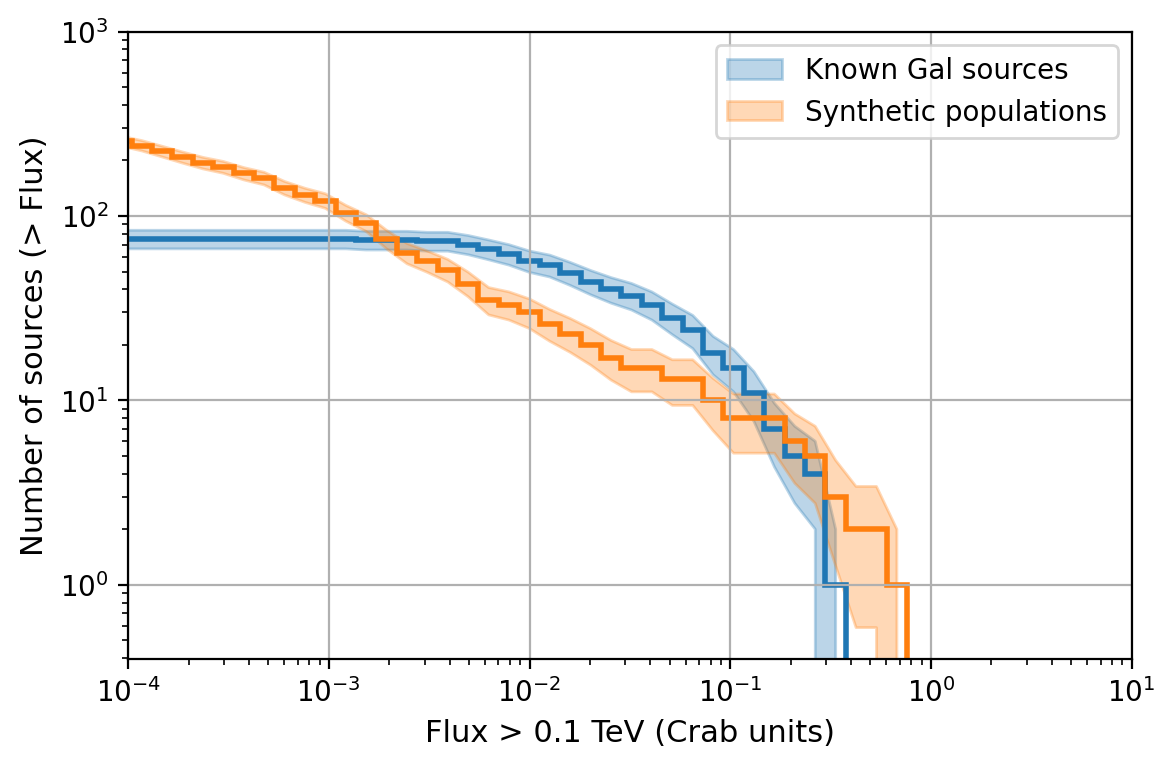 Number of sources (> Flux)
10³
10²
10¹
10⁰
Known Gal sources
Synthetic populations
10⁻⁴ 10⁻³ 10⁻² 10⁻¹ 10⁰ 10¹
Flux > 0.1 TeV (Crab units)